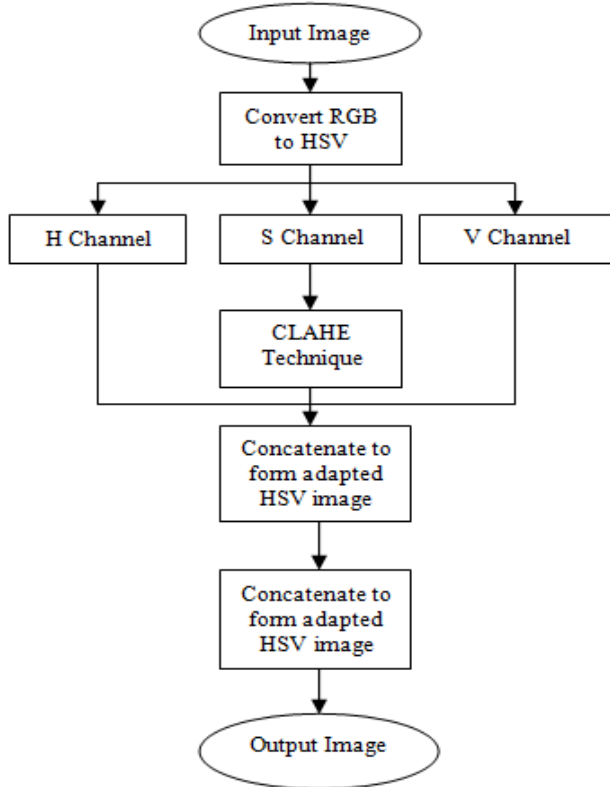 Input Image
Convert RGB
to HSV
H Channel
S Channel
V Channel
CLAHE
Technique
Concatenate to
form adapted
HSV image
Concatenate to
form adapted
HSV image
Output Image